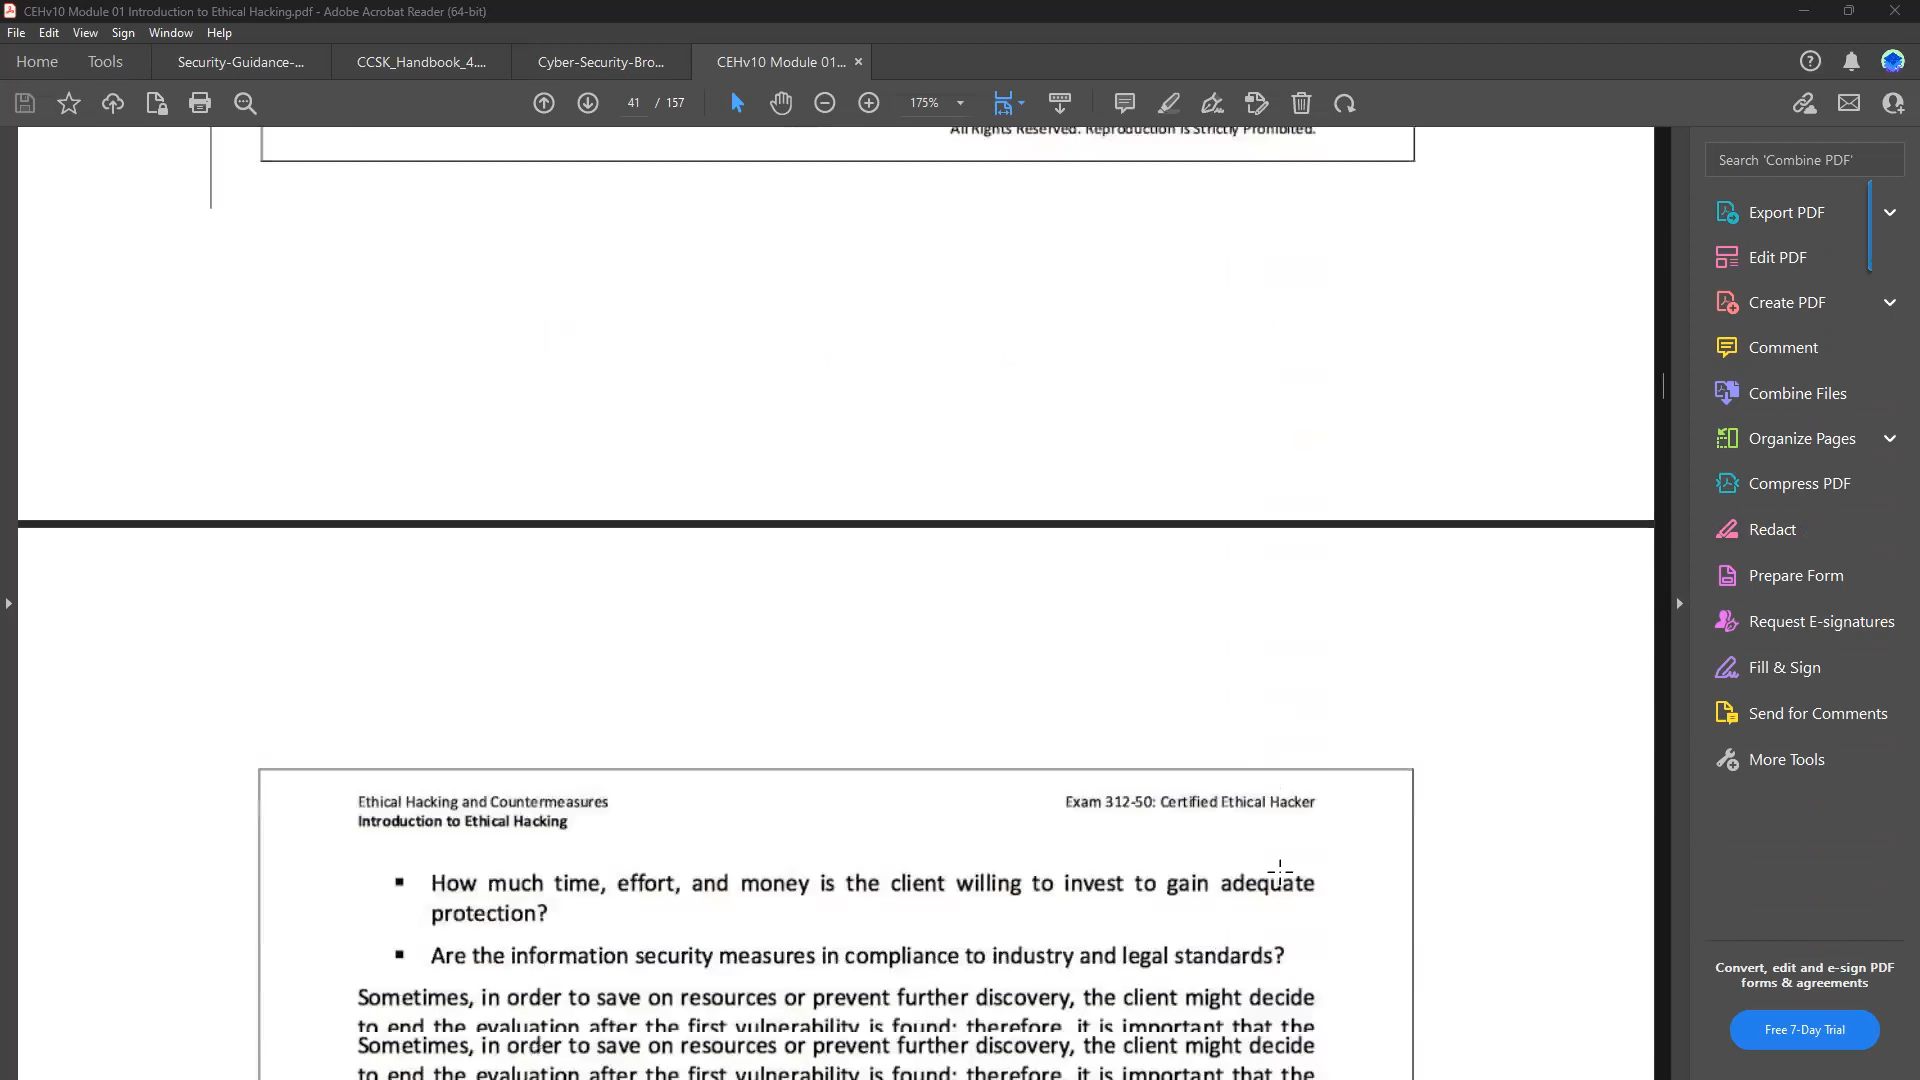 CEHv10 Module 01 Introduction to Ethical Hacking.pdf - Adobe Acrobat Reader (64-bit)
File Edit View Sign Window Help
Home Tools Security-Guidance-... CCSK_Handbook_4.... Cyber-Security-Bro... CEHv10 Module 01...
41 / 157 175%
All Rights Reserved. Reproduction is Strictly Prohibited.
Ethical Hacking and Countermeasures Exam 312-50: Certified Ethical Hacker
Introduction to Ethical Hacking
▪ How much time, effort, and money is the client willing to invest to gain adequate
protection?
▪ Are the information security measures in compliance to industry and legal standards?
Sometimes, in order to save on resources or prevent further discovery, the client might decide
to end the evaluation after the first vulnerability is found; therefore, it is important that the
Sometimes, in order to save on resources or prevent further discovery, the client might decide
to end the evaluation after the first vulnerability is found; therefore, it is important that the
Search 'Combine PDF'
Export PDF
Edit PDF
Create PDF
Comment
Combine Files
Organize Pages
Compress PDF
Redact
Prepare Form
Request E-signatures
Fill & Sign
Send for Comments
More Tools
Convert, edit and e-sign PDF
forms & agreements
Free 7-Day Trial